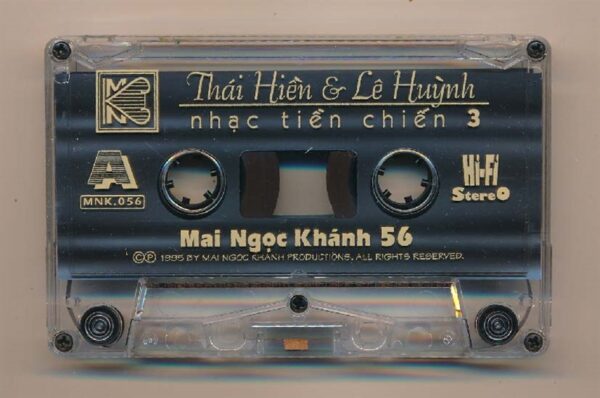 MNK
Thái Hiền & Lê Huỳnh
nhạc tiền chiến 3
A
MNK.056
Hi-Fi
Stereo
Mai Ngọc Khánh 56
©℗ 1995 BY MAI NGOC KHANH PRODUCTIONS. ALL RIGHTS RESERVED.